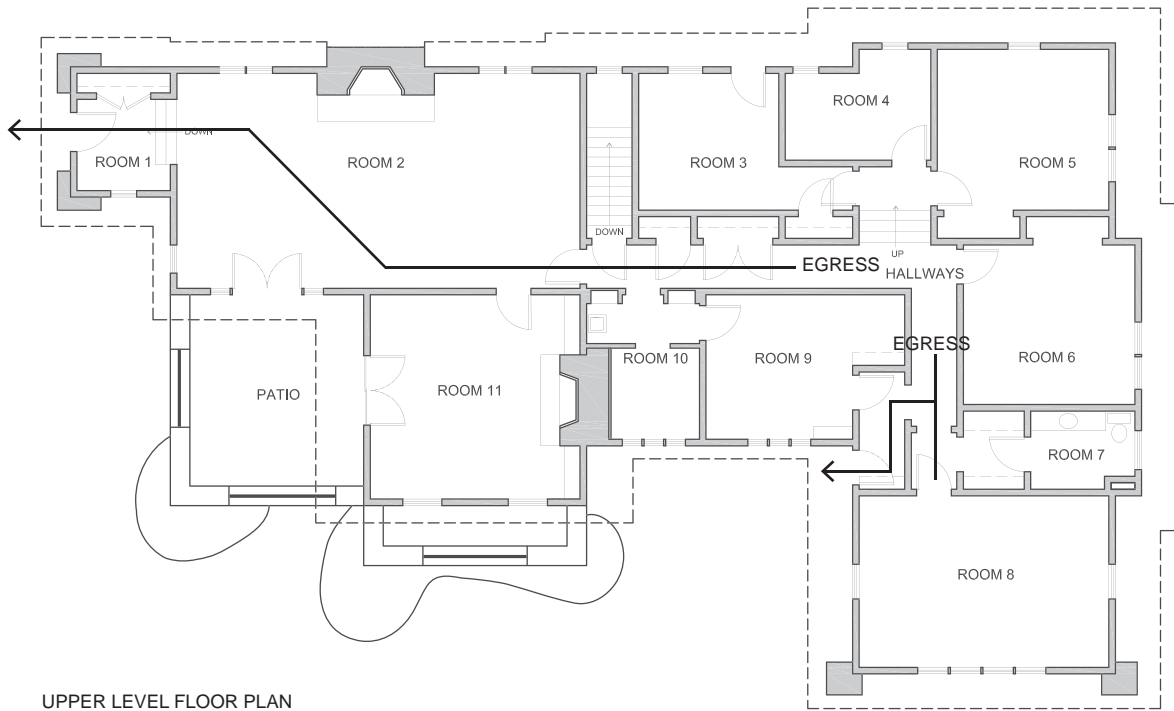 ROOM 4
DOWN
ROOM 1
ROOM 2
ROOM 3
ROOM 5
DOWN
UP
EGRESS
HALLWAYS
EGRESS
ROOM 10
ROOM 9
ROOM 6
PATIO
ROOM 11
ROOM 7
ROOM 8
UPPER LEVEL FLOOR PLAN